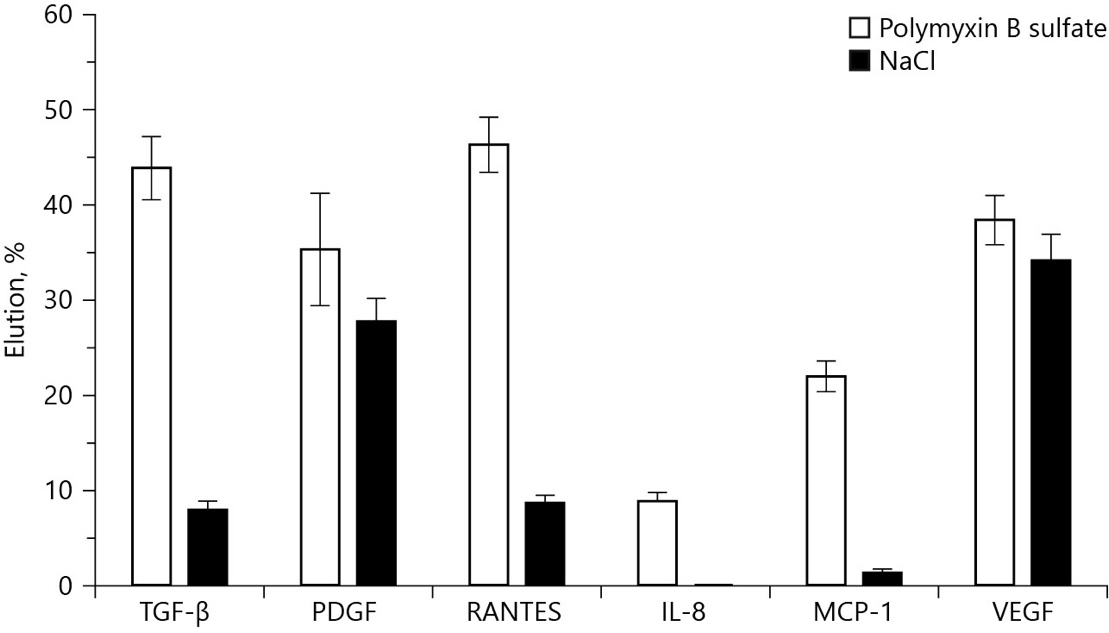 Polymyxin B sulfate
NaCl
Elution, %
60
50
40
30
20
10
0
TGF-β PDGF RANTES IL-8 MCP-1 VEGF